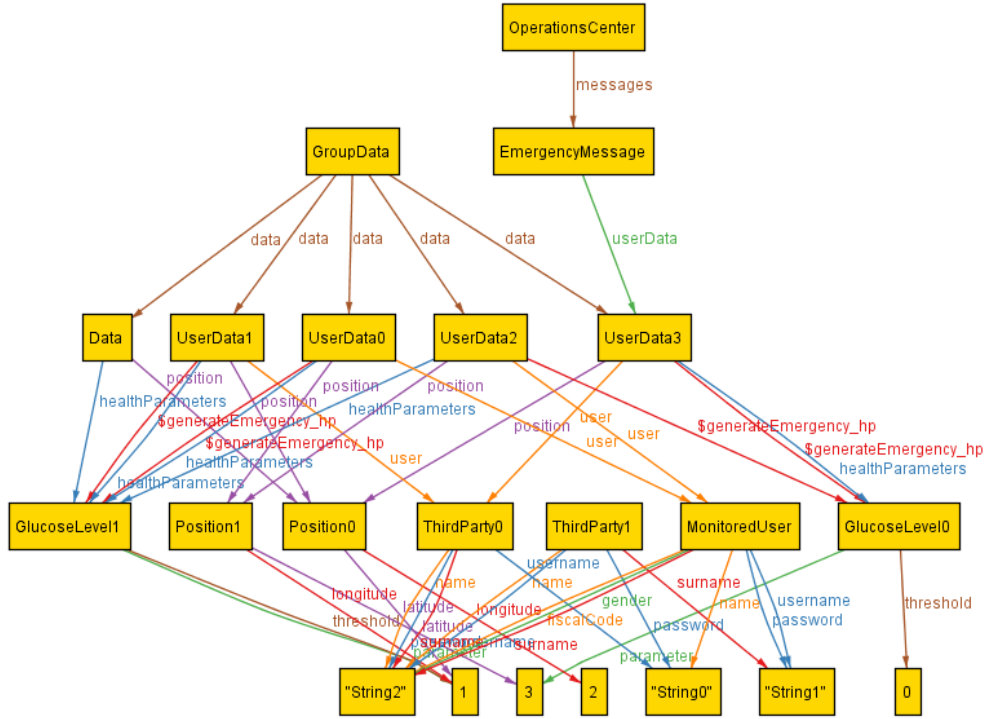 OperationsCenter
messages
GroupData
EmergencyMessage
data
data
data
data
data
userData
Data
UserData1
UserData0
UserData2
UserData3
position
position
position
position
healthParameters
healthParameters
$generateEmergency_hp
$generateEmergency_hp
$generateEmergency_hp
$generateEmergency_hp
user
user
user
user
healthParameters
healthParameters
healthParameters
GlucoseLevel1
Position1
Position0
ThirdParty0
ThirdParty1
MonitoredUser
GlucoseLevel0
username
name
name
surname
longitude
latitude
longitude
gender
name
username
threshold
threshold
latitude
fiscalCode
password
password
surname
surname
parameter
parameter
"String2"
1
3
2
"String0"
"String1"
0